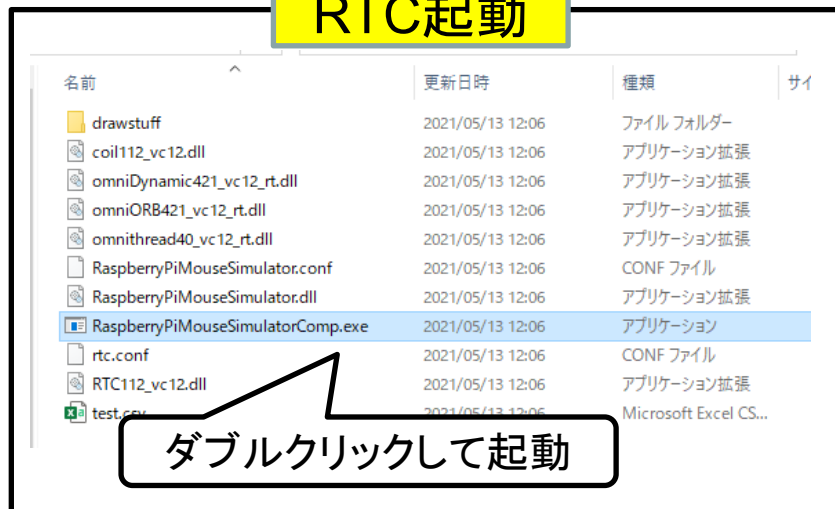 RTC起動
名前 更新日時 種類 サイ
drawstuff 2021/05/13 12:06 ファイル フォルダー
coil112_vc12.dll 2021/05/13 12:06 アプリケーション拡張
omniDynamic421_vc12_rt.dll 2021/05/13 12:06 アプリケーション拡張
omniORB421_vc12_rt.dll 2021/05/13 12:06 アプリケーション拡張
omnithread40_vc12_rt.dll 2021/05/13 12:06 アプリケーション拡張
RaspberryPiMouseSimulator.conf 2021/05/13 12:06 CONF ファイル
RaspberryPiMouseSimulator.dll 2021/05/13 12:06 アプリケーション拡張
RaspberryPiMouseSimulatorComp.exe 2021/05/13 12:06 アプリケーション
rtc.conf 2021/05/13 12:06 CONF ファイル
RTC112_vc12.dll 2021/05/13 12:06 アプリケーション拡張
test.csv 2021/05/13 12:06 Microsoft Excel CS...
ダブルクリックして起動